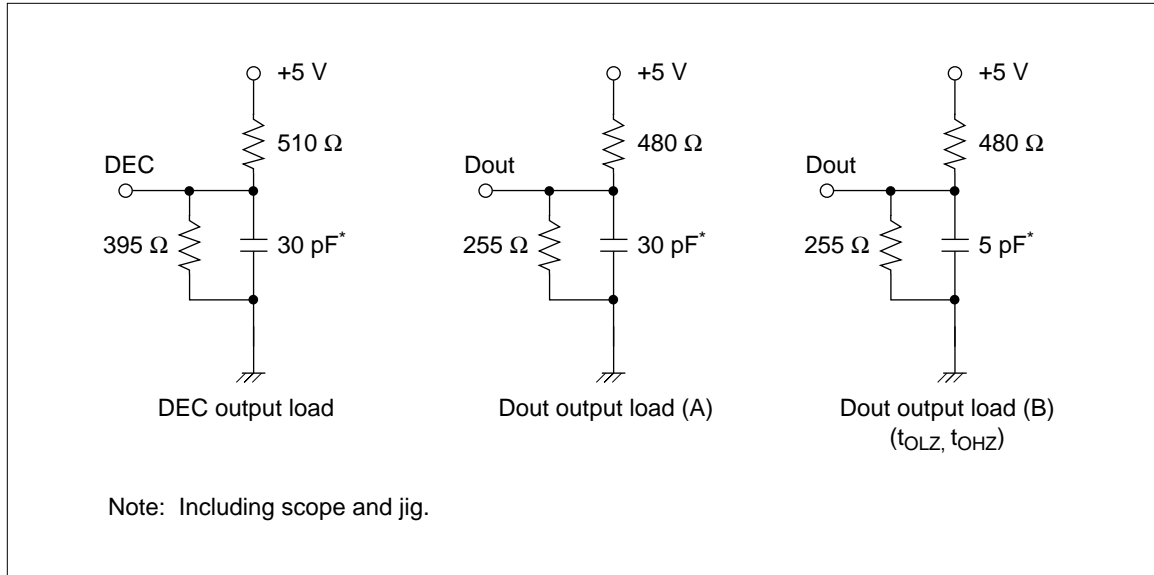 +5 V
510 Ω
DEC
395 Ω
30 pF*
DEC output load
+5 V
480 Ω
Dout
255 Ω
30 pF*
Dout output load (A)
+5 V
480 Ω
Dout
255 Ω
5 pF*
Dout output load (B)
(tOLZ, tOHZ)
Note: Including scope and jig.